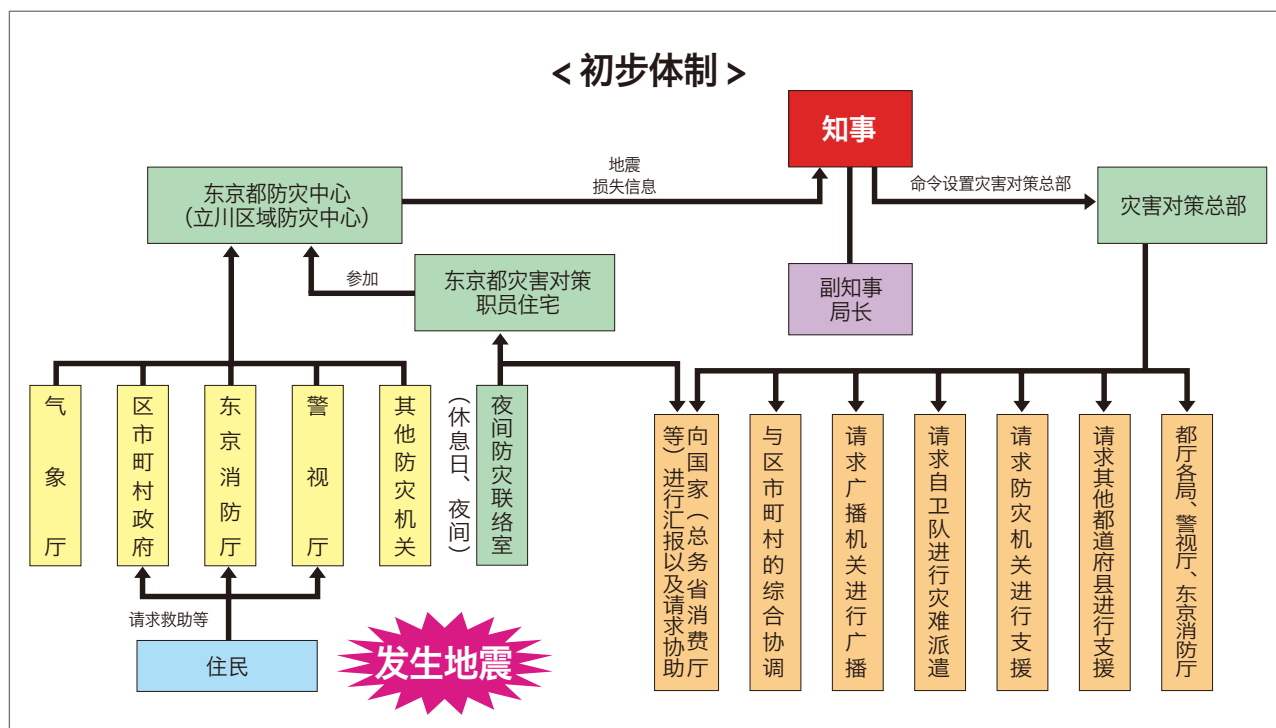 <初步体制>
知事
地震
损失信息
命令设置灾害对策总部
东京都防灾中心
（立川区域防灾中心）
灾害对策总部
参加
东京都灾害对策
职员住宅
副知事
局长
气象厅
区市町村政府
东京消防厅
警视厅
其他防灾机关
（休息日、夜间）
夜间防灾联络室
向国家（总务省消费厅
等）进行汇报以及请求协助
与区市町村的综合协调
请求广播机关进行广播
请求自卫队进行灾难派遣
请求防灾机关进行支援
请求其他都道府县进行支援
都厅各局、警视厅、东京消防厅
请求救助等
住民
发生地震